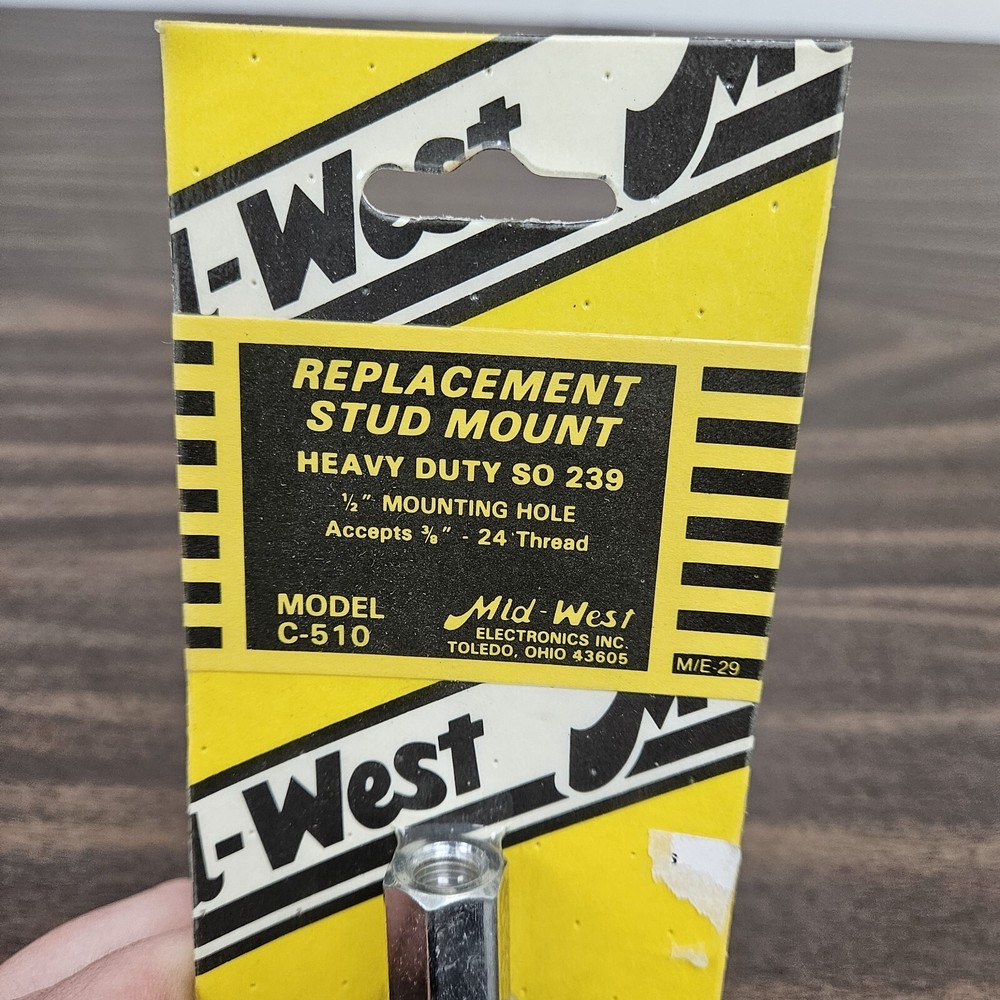 d-West M
REPLACEMENT
STUD MOUNT
HEAVY DUTY SO 239
½" MOUNTING HOLE
Accepts ⅜" - 24 Thread
MODEL
C-510
Mid-West
ELECTRONICS INC.
TOLEDO, OHIO 43605
M/E-29
d-West M
s